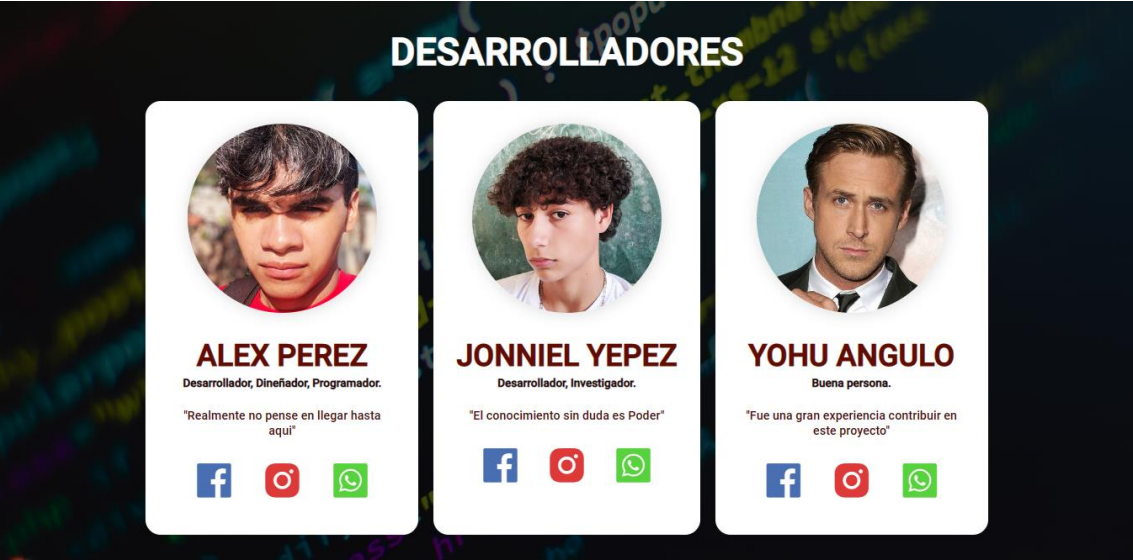 DESARROLLADORES
ALEX PEREZ
Desarrollador, Dineñador, Programador.
"Realmente no pense en llegar hasta
aqui"
JONNIEL YEPEZ
Desarrollador, Investigador.
"El conocimiento sin duda es Poder"
YOHU ANGULO
Buena persona.
"Fue una gran experiencia contribuir en
este proyecto"